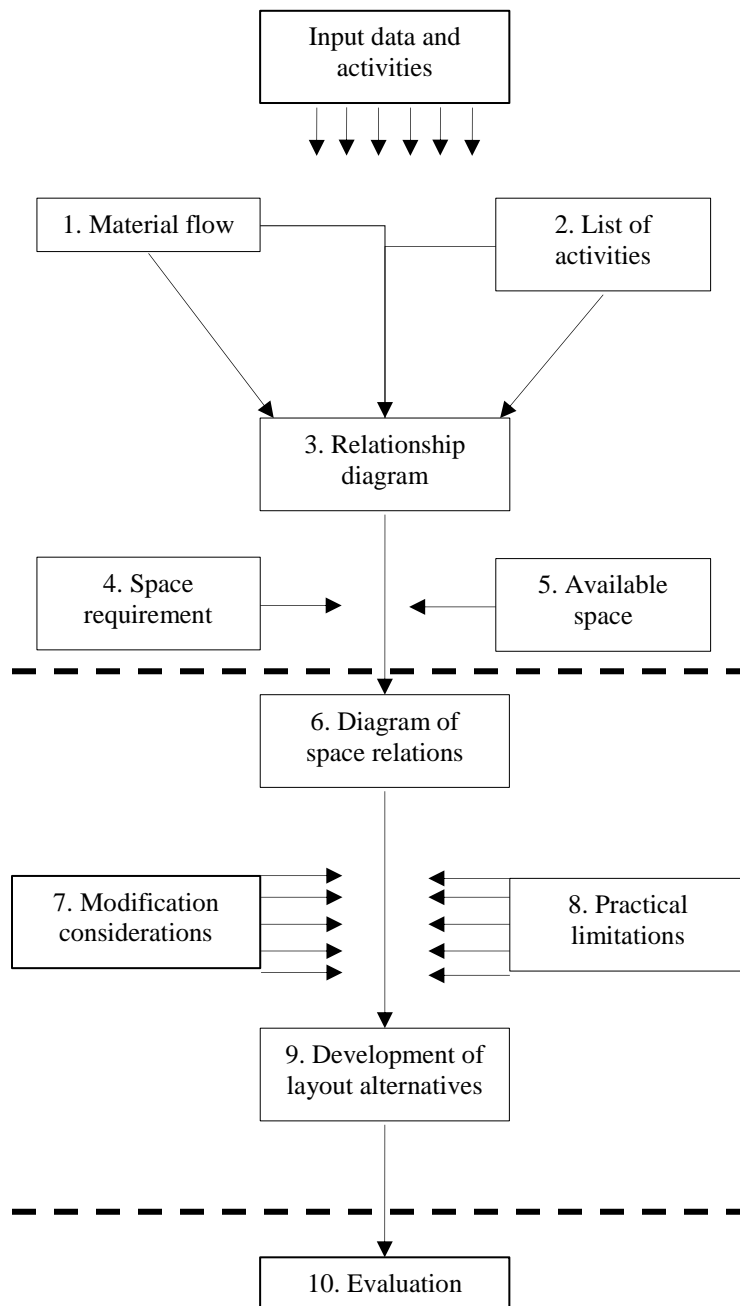 Input data and
activities
1. Material flow
2. List of
activities
3. Relationship
diagram
4. Space
requirement
5. Available
space
6. Diagram of
space relations
7. Modification
considerations
8. Practical
limitations
9. Development of
layout alternatives
10. Evaluation